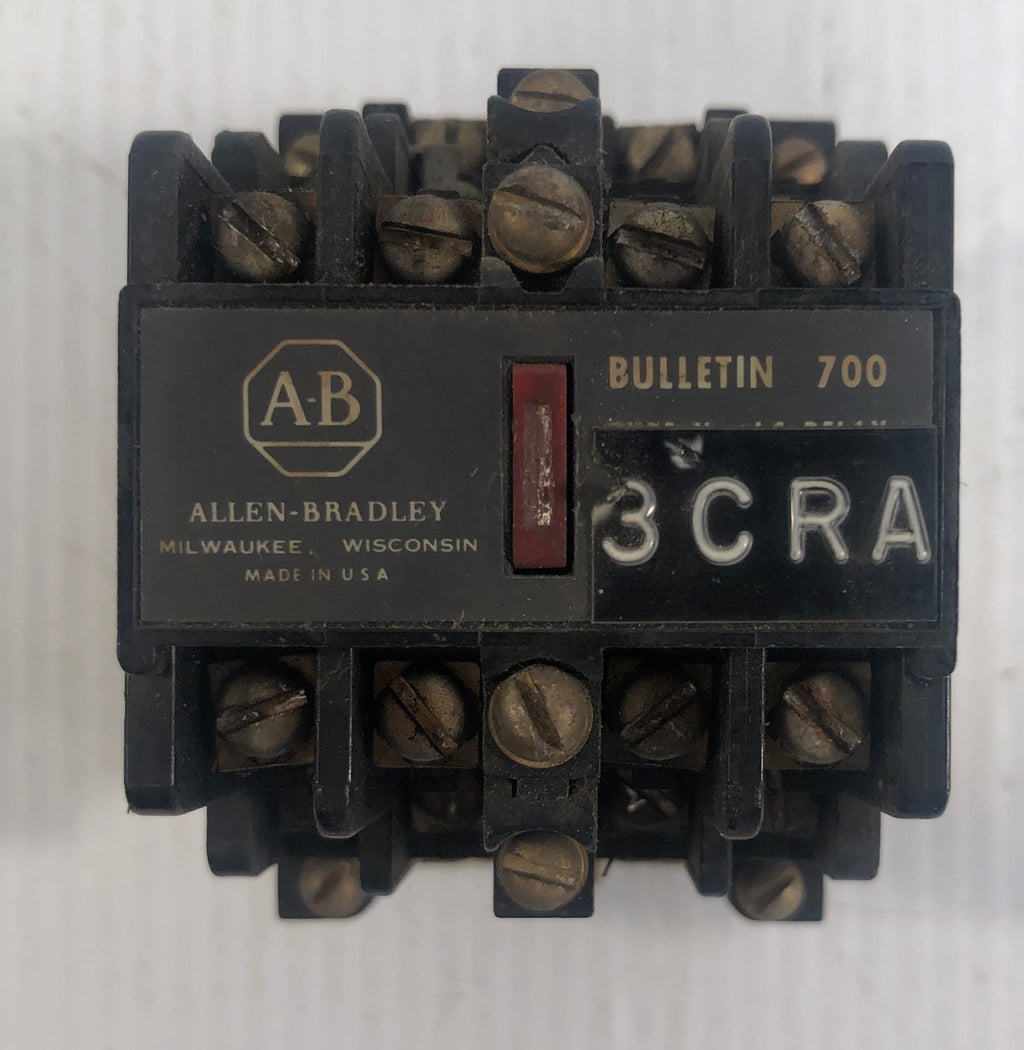 A-B
ALLEN-BRADLEY
MILWAUKEE, WISCONSIN
MADE IN U S A
BULLETIN 700
3CRA